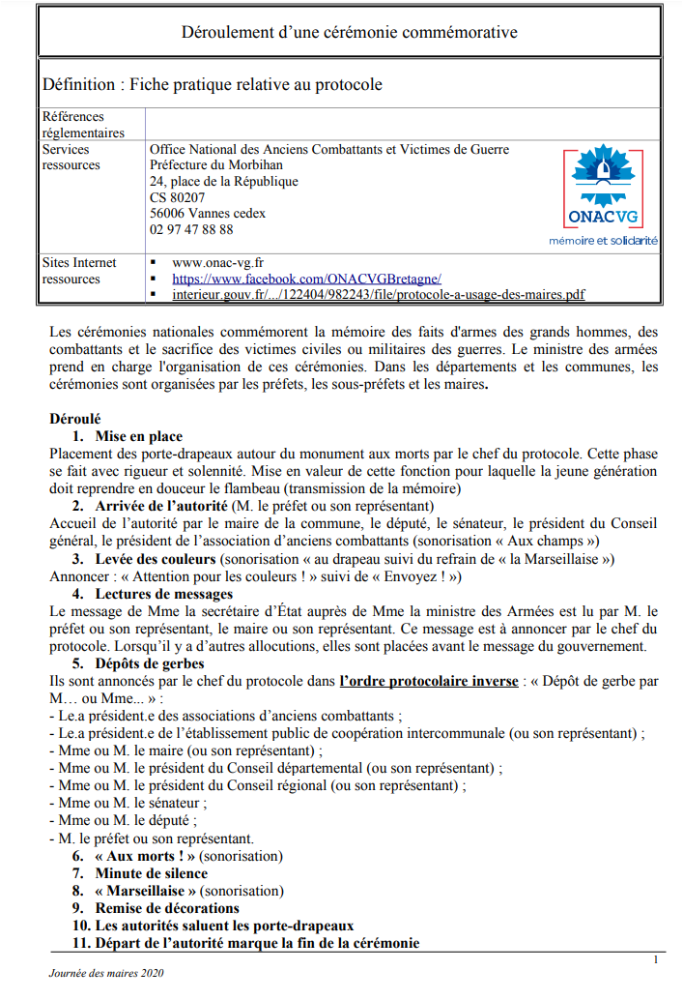 Déroulement d’une cérémonie commémorative
Définition : Fiche pratique relative au protocole
Références
réglementaires
Services
ressources
Office National des Anciens Combattants et Victimes de Guerre
Préfecture du Morbihan
24, place de la République
CS 80207
56006 Vannes cedex
02 97 47 88 88
ONACVG
mémoire et solidarité
Sites Internet
ressources
▪ www.onac-vg.fr
▪ https://www.facebook.com/ONACVGBretagne/
▪ interieur.gouv.fr/.../122404/982243/file/protocole-a-usage-des-maires.pdf
Les cérémonies nationales commémorent la mémoire des faits d'armes des grands hommes, des
combattants et le sacrifice des victimes civiles ou militaires des guerres. Le ministre des armées
prend en charge l'organisation de ces cérémonies. Dans les départements et les communes, les
cérémonies sont organisées par les préfets, les sous-préfets et les maires.
Déroulé
1. Mise en place
Placement des porte-drapeaux autour du monument aux morts par le chef du protocole. Cette phase
se fait avec rigueur et solennité. Mise en valeur de cette fonction pour laquelle la jeune génération
doit reprendre en douceur le flambeau (transmission de la mémoire)
2. Arrivée de l’autorité (M. le préfet ou son représentant)
Accueil de l’autorité par le maire de la commune, le député, le sénateur, le président du Conseil
général, le président de l’association d’anciens combattants (sonorisation « Aux champs »)
3. Levée des couleurs (sonorisation « au drapeau suivi du refrain de « la Marseillaise »)
Annoncer : « Attention pour les couleurs ! » suivi de « Envoyez ! »)
4. Lectures de messages
Le message de Mme la secrétaire d’État auprès de Mme la ministre des Armées est lu par M. le
préfet ou son représentant, le maire ou son représentant. Ce message est à annoncer par le chef du
protocole. Lorsqu’il y a d’autres allocutions, elles sont placées avant le message du gouvernement.
5. Dépôts de gerbes
Ils sont annoncés par le chef du protocole dans l’ordre protocolaire inverse : « Dépôt de gerbe par
M… ou Mme... » :
- Le.a président.e des associations d’anciens combattants ;
- Le.a président.e de l’établissement public de coopération intercommunale (ou son représentant) ;
- Mme ou M. le maire (ou son représentant) ;
- Mme ou M. le président du Conseil départemental (ou son représentant) ;
- Mme ou M. le président du Conseil régional (ou son représentant) ;
- Mme ou M. le sénateur ;
- Mme ou M. le député ;
- M. le préfet ou son représentant.
6. « Aux morts ! » (sonorisation)
7. Minute de silence
8. « Marseillaise » (sonorisation)
9. Remise de décorations
10. Les autorités saluent les porte-drapeaux
11. Départ de l’autorité marque la fin de la cérémonie
1
Journée des maires 2020